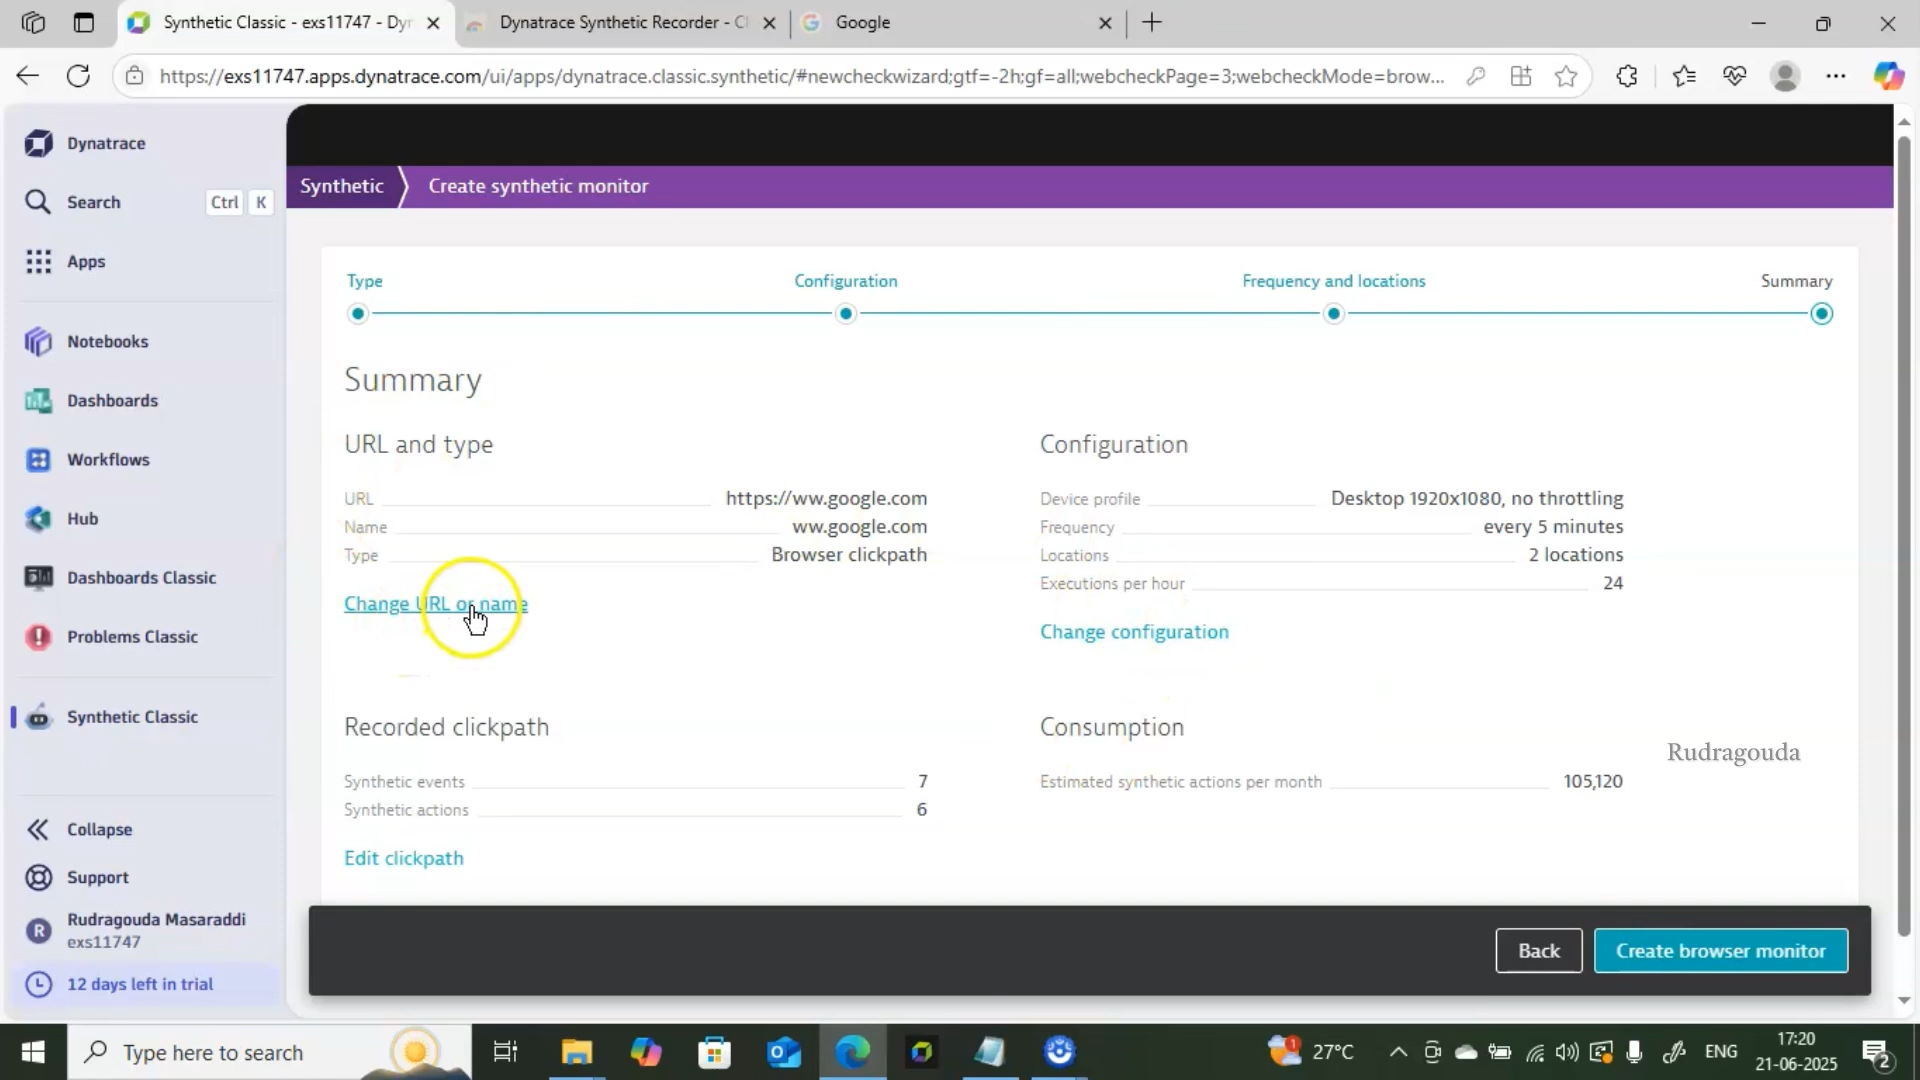 Synthetic Classic - exs11747 - Dyn
Dynatrace Synthetic Recorder - C
Google
https://exs11747.apps.dynatrace.com/ui/apps/dynatrace.classic.synthetic/#newcheckwizard;gtf=-2h;gf=all;webcheckPage=3;webcheckMode=brow...
Dynatrace
Search Ctrl K
Apps
Notebooks
Dashboards
Workflows
Hub
Dashboards Classic
Problems Classic
Synthetic Classic
Collapse
Support
R
Rudragouda Masaraddi
exs11747
12 days left in trial
Synthetic
Create synthetic monitor
Type
Configuration
Frequency and locations
Summary
Summary
URL and type
URL https://ww.google.com
Name ww.google.com
Type Browser clickpath
Change URL or name
Configuration
Device profile Desktop 1920x1080, no throttling
Frequency every 5 minutes
Locations 2 locations
Executions per hour 24
Change configuration
Recorded clickpath
Synthetic events 7
Synthetic actions 6
Edit clickpath
Consumption
Estimated synthetic actions per month 105,120
Rudragouda
Back
Create browser monitor
Type here to search
27°C
ENG
17:20
21-06-2025
2